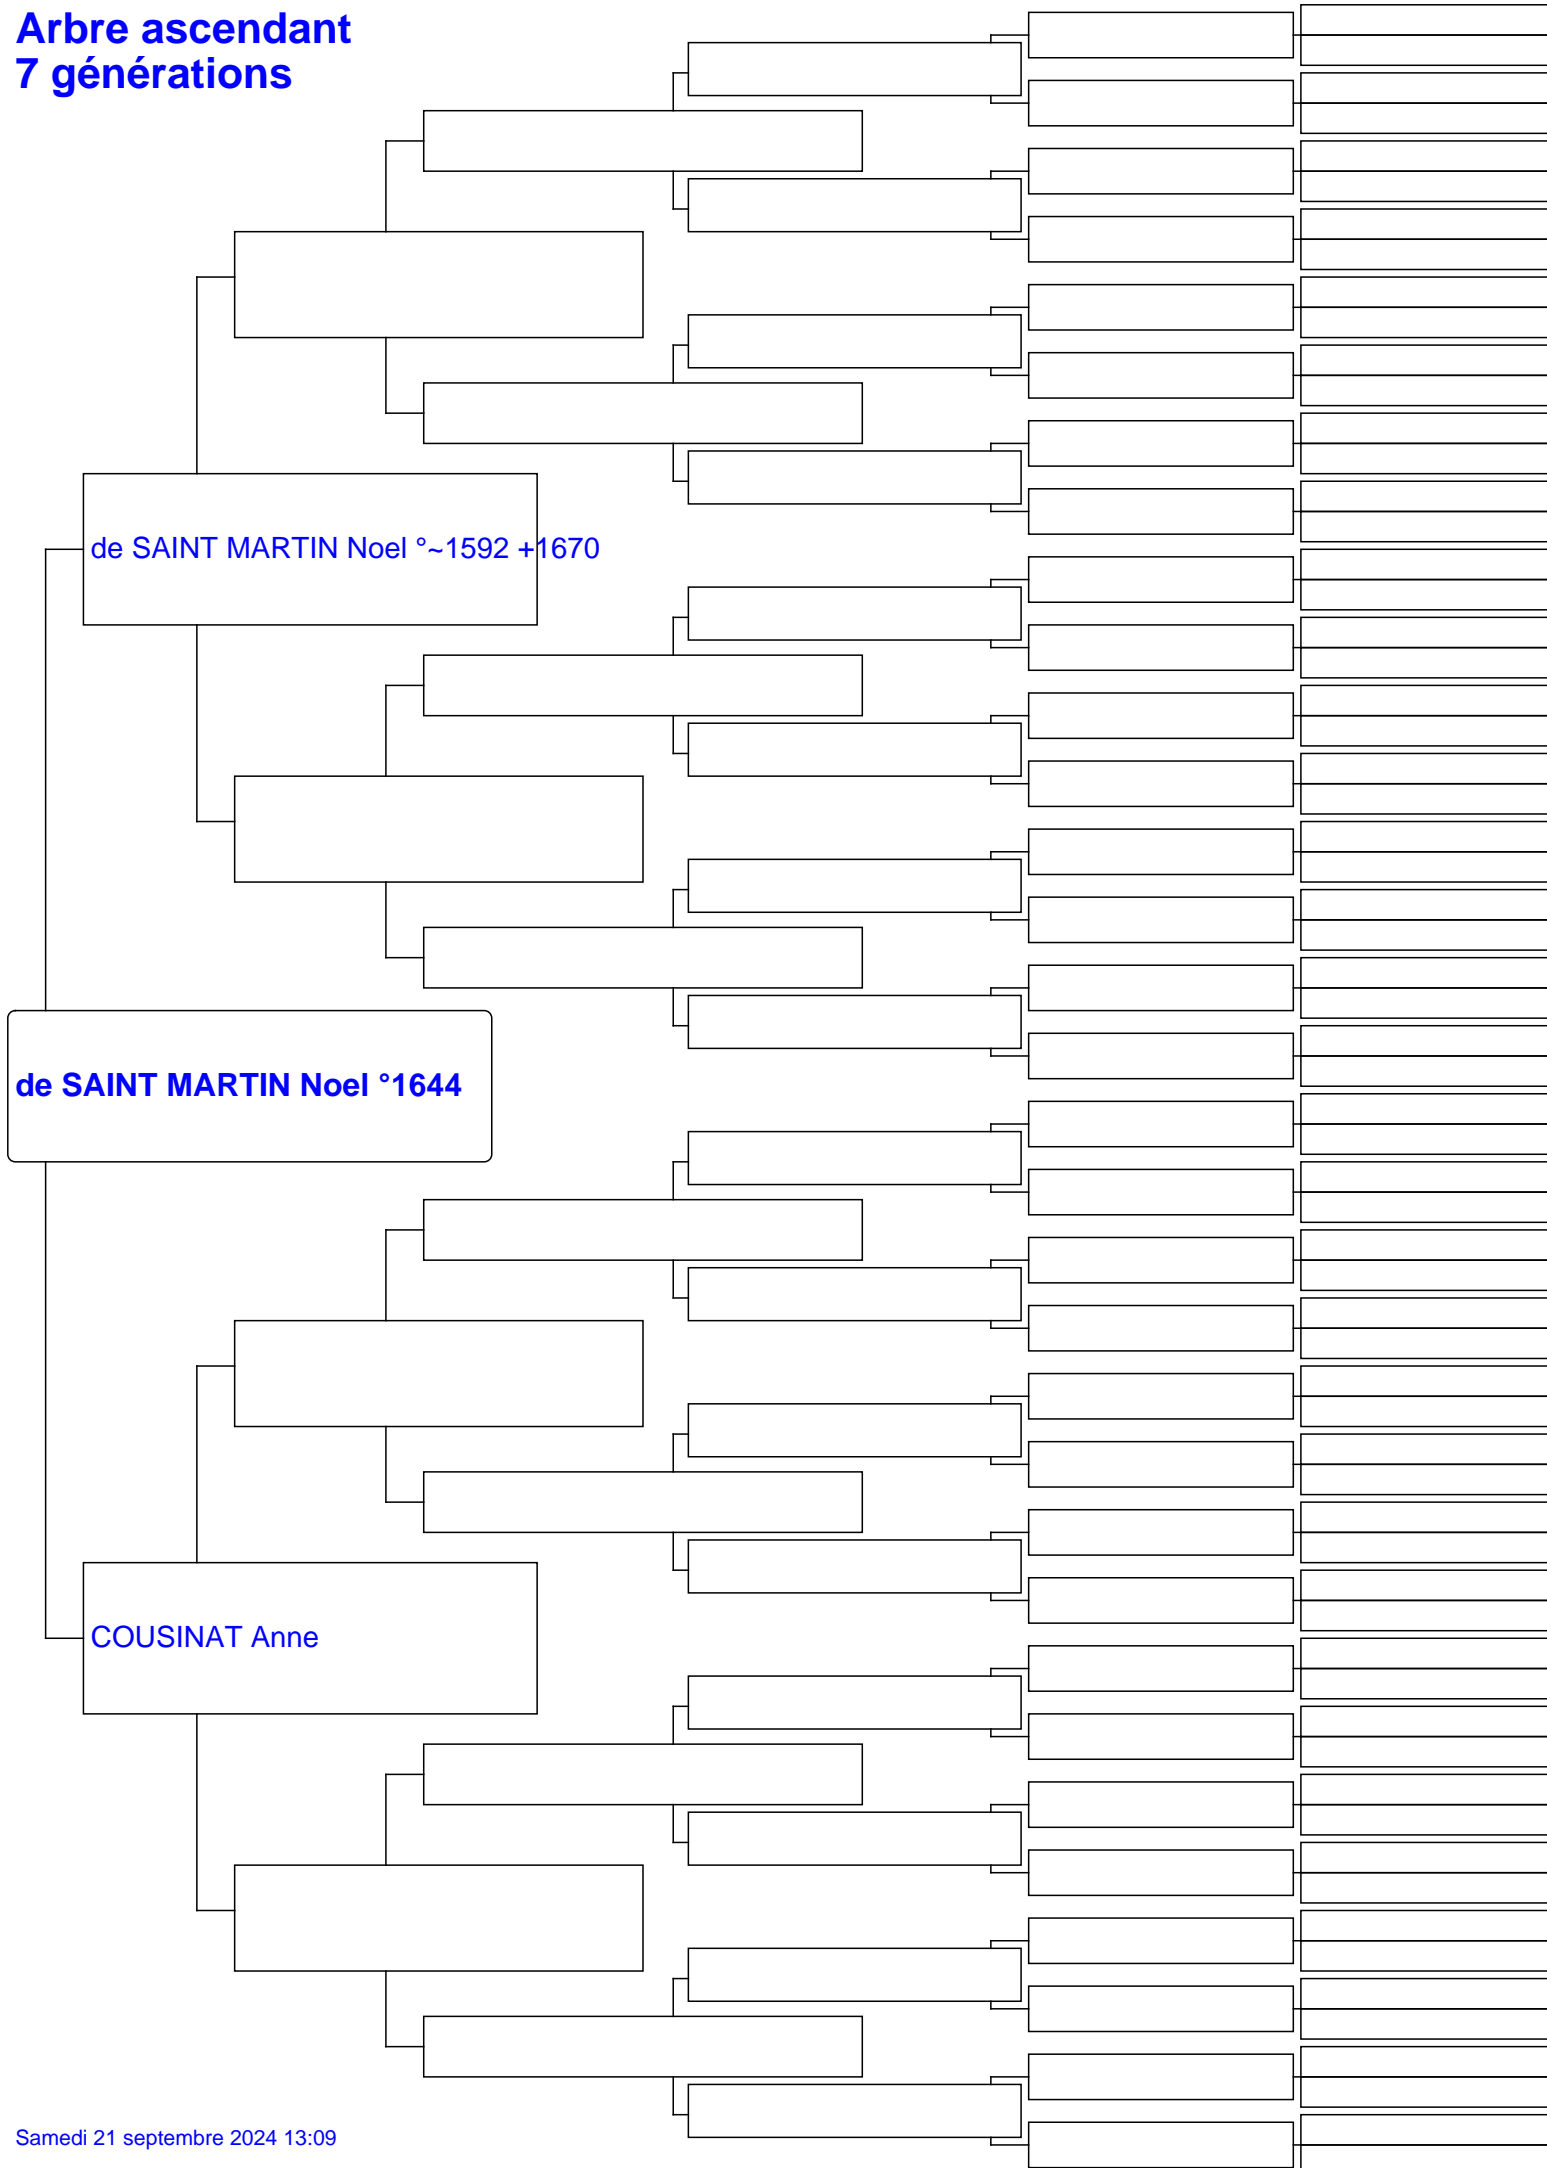 Arbre ascendant
7 générations
de SAINT MARTIN Noel °~1592 +1670
de SAINT MARTIN Noel °1644
COUSINAT Anne
Samedi 21 septembre 2024 13:09